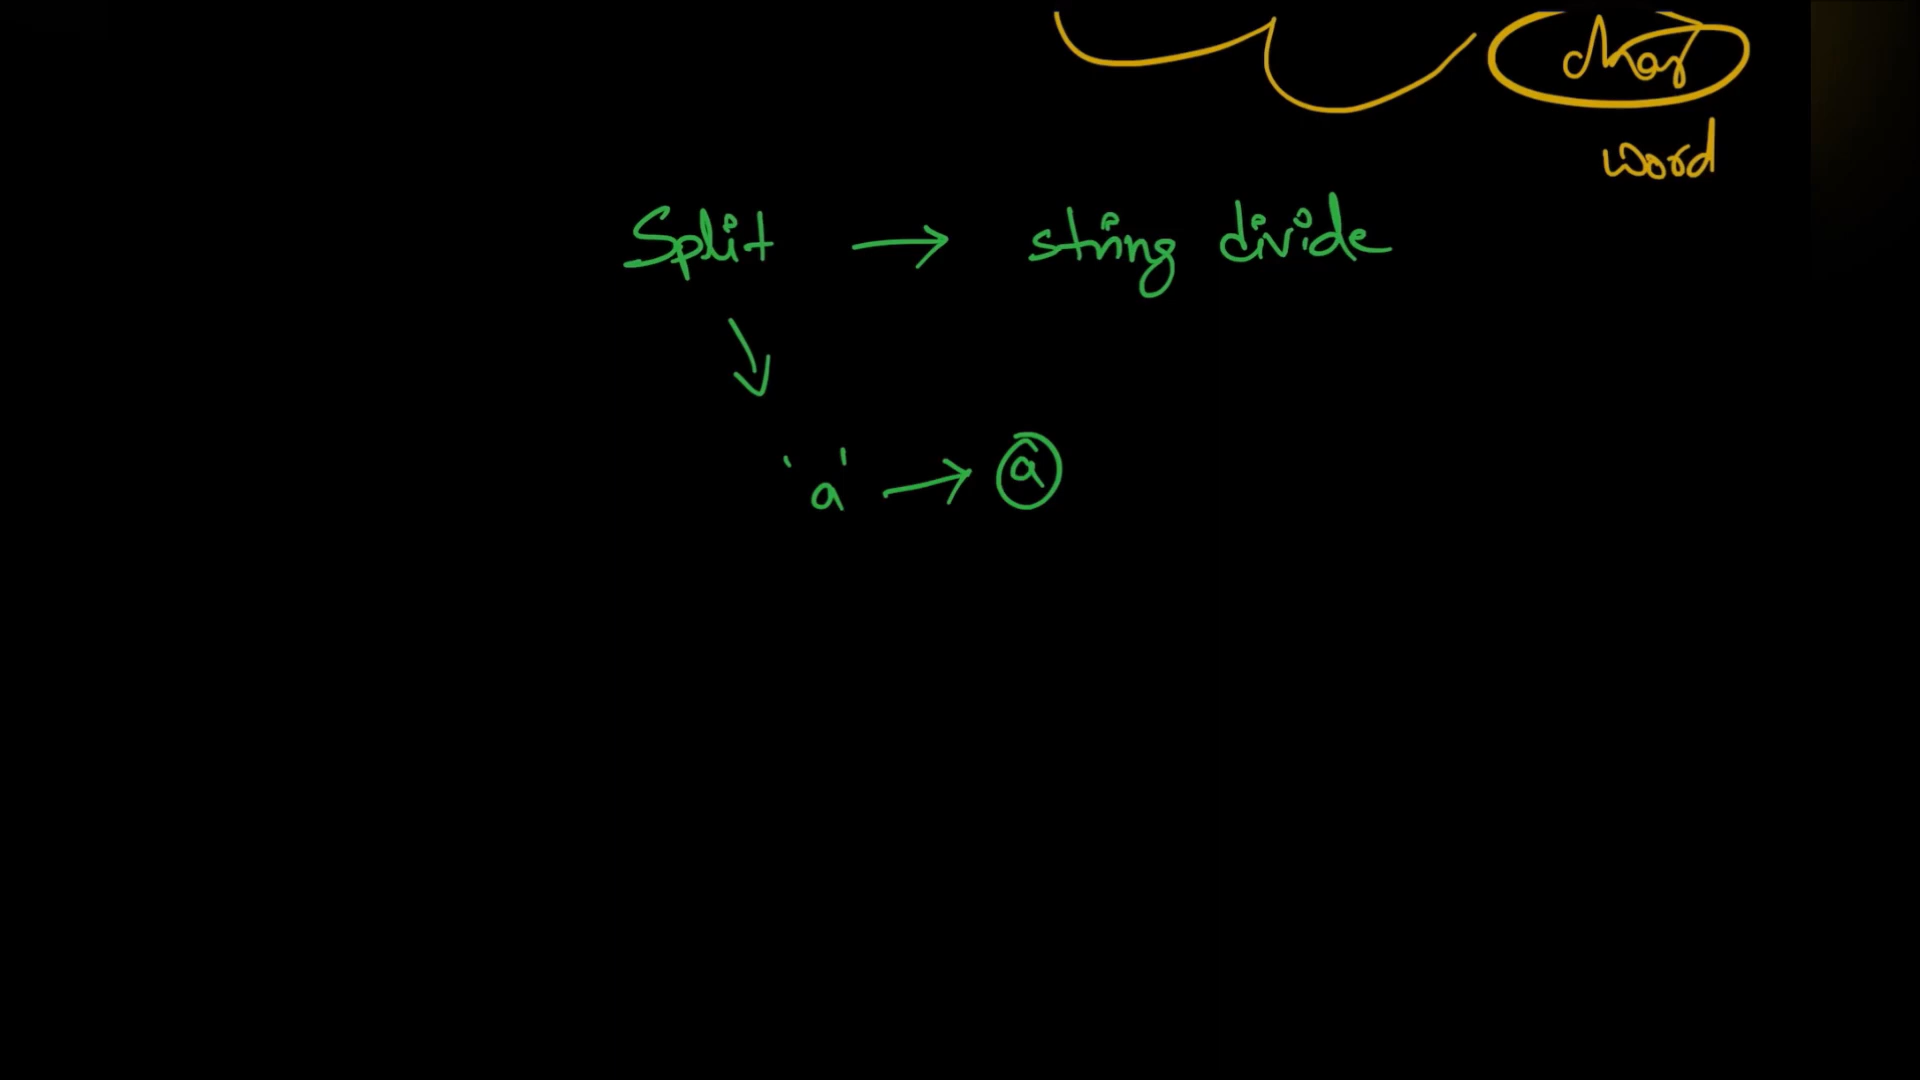 char
word
Split → string divide
↓
'a' → a